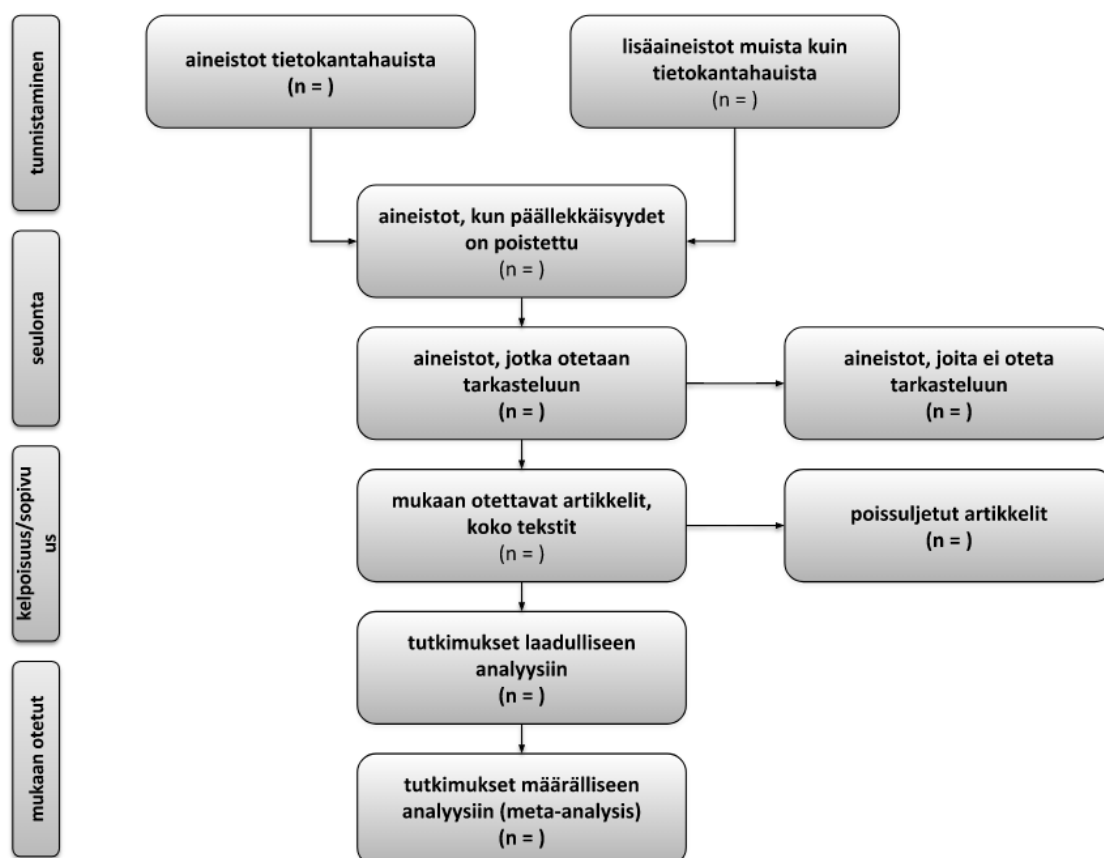 tunnistaminen
aineistot tietokantahauista
(n = )
lisäaineistot muista kuin
tietokantahauista
(n = )
aineistot, kun päällekkäisyydet
on poistettu
(n = )
seulonta
aineistot, jotka otetaan
tarkasteluun
(n = )
aineistot, joita ei oteta
tarkasteluun
(n = )
kelpoisuus/sopivu
us
mukaan otettavat artikkelit,
koko tekstit
(n = )
poissuljetut artikkelit
(n = )
tutkimukset laadulliseen
analyysiin
(n = )
mukaan otetut
tutkimukset määrälliseen
analyysiin (meta-analysis)
(n = )